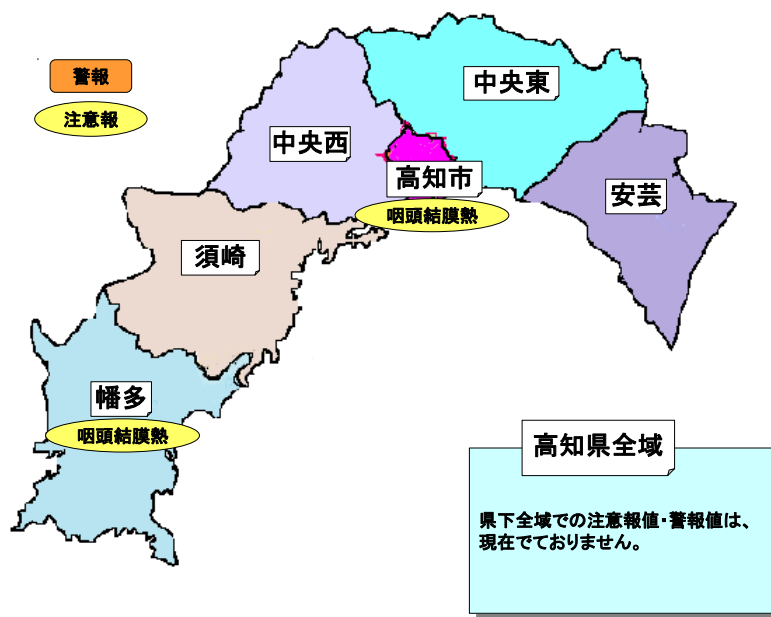 警報
注意報
中央東
中央西
高知市
咽頭結膜熱
安芸
須崎
幡多
咽頭結膜熱
高知県全域
県下全域での注意報値・警報値は、
現在でておりません。